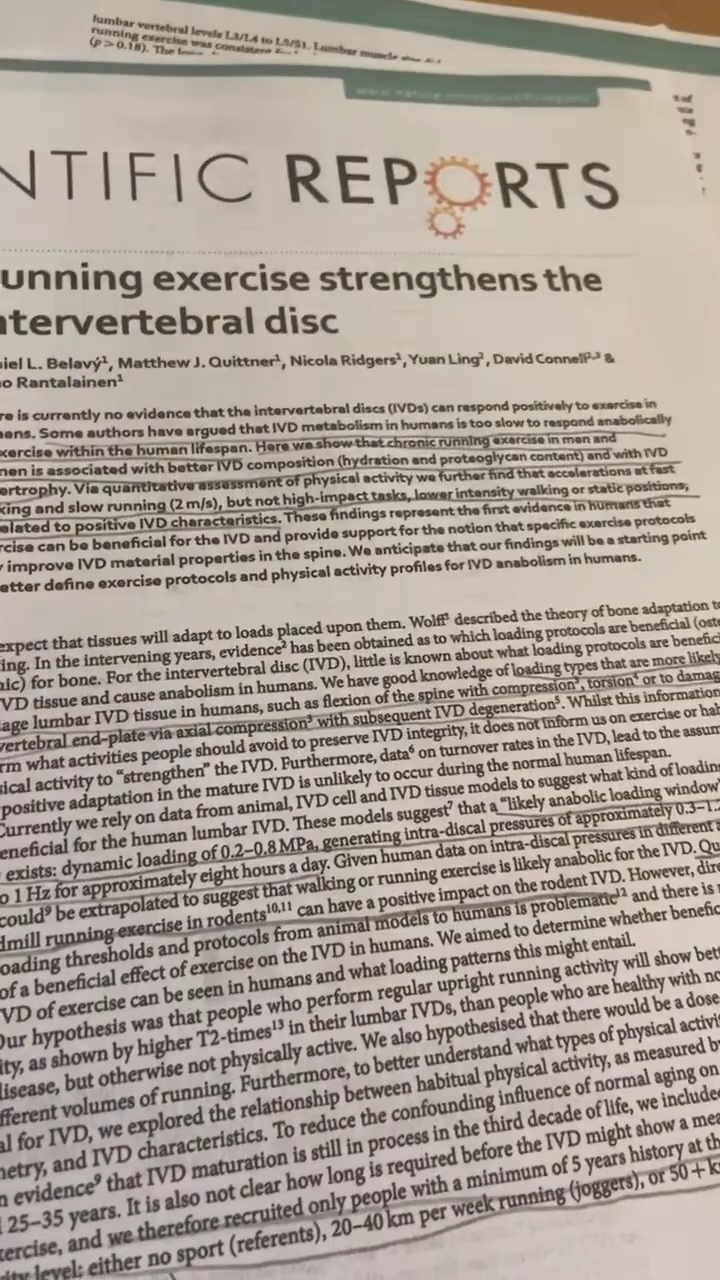 lumbar vertebral levels L3/L4 to L5/S1. Lumbar muscle
running exercise was consistent
(p > 0.18). The
NTIFIC REPORTS
unning exercise strengthens the
ntervertebral disc
iel L. Belavý¹, Matthew J. Quittner¹, Nicola Ridgers¹, Yuan Ling², David Connell²,³ &
o Rantalainen¹
re is currently no evidence that the intervertebral discs (IVDs) can respond positively to exercise in
ans. Some authors have argued that IVD metabolism in humans is too slow to respond anabolically
xercise within the human lifespan. Here we show that chronic running exercise in men and
nen is associated with better IVD composition (hydration and proteoglycan content) and with IVD
ertrophy. Via quantitative assessment of physical activity we further find that accelerations at fast
king and slow running (2 m/s), but not high-impact tasks, lower intensity walking or static positions,
elated to positive IVD characteristics. These findings represent the first evidence in humans that
rcise can be beneficial for the IVD and provide support for the notion that specific exercise protocols
improve IVD material properties in the spine. We anticipate that our findings will be a starting point
etter define exercise protocols and physical activity profiles for IVD anabolism in humans.
expect that tissues will adapt to loads placed upon them. Wolff¹ described the theory of bone adaptation to
ing. In the intervening years, evidence² has been obtained as to which loading protocols are beneficial (oste
nic) for bone. For the intervertebral disc (IVD), little is known about what loading protocols are benefici
VD tissue and cause anabolism in humans. We have good knowledge of loading types that are more likely
age lumbar IVD tissue in humans, such as flexion of the spine with compression³, torsion⁴ or to damag
vertebral end-plate via axial compression³ with subsequent IVD degeneration⁵. Whilst this information
rm what activities people should avoid to preserve IVD integrity, it does not inform us on exercise or hab
sical activity to “strengthen” the IVD. Furthermore, data⁶ on turnover rates in the IVD, lead to the assum
positive adaptation in the mature IVD is unlikely to occur during the normal human lifespan.
Currently we rely on data from animal, IVD cell and IVD tissue models to suggest what kind of loading
eneficial for the human lumbar IVD. These models suggest⁷ that a “likely anabolic loading window”
exists: dynamic loading of 0.2–0.8 MPa, generating intra-discal pressures of approximately 0.3–1.2
o 1 Hz for approximately eight hours a day. Given human data on intra-discal pressures in different a
could⁹ be extrapolated to suggest that walking or running exercise is likely anabolic for the IVD. Qu
dmill running exercise in rodents¹⁰,¹¹ can have a positive impact on the rodent IVD. However, dire
oading thresholds and protocols from animal models to humans is problematic¹² and there is
of a beneficial effect of exercise on the IVD in humans. We aimed to determine whether benefic
VD of exercise can be seen in humans and what loading patterns this might entail.
Our hypothesis was that people who perform regular upright running activity will show bett
ity, as shown by higher T2-times¹³ in their lumbar IVDs, than people who are healthy with no
disease, but otherwise not physically active. We also hypothesised that there would be a dose
fferent volumes of running. Furthermore, to better understand what types of physical activi
al for IVD, we explored the relationship between habitual physical activity, as measured by
netry, and IVD characteristics. To reduce the confounding influence of normal aging on
n evidence⁹ that IVD maturation is still in process in the third decade of life, we include
25–35 years. It is also not clear how long is required before the IVD might show a mea
xercise, and we therefore recruited only people with a minimum of 5 years history at th
ity level: either no sport (referents), 20–40 km per week running (joggers), or 50+ k